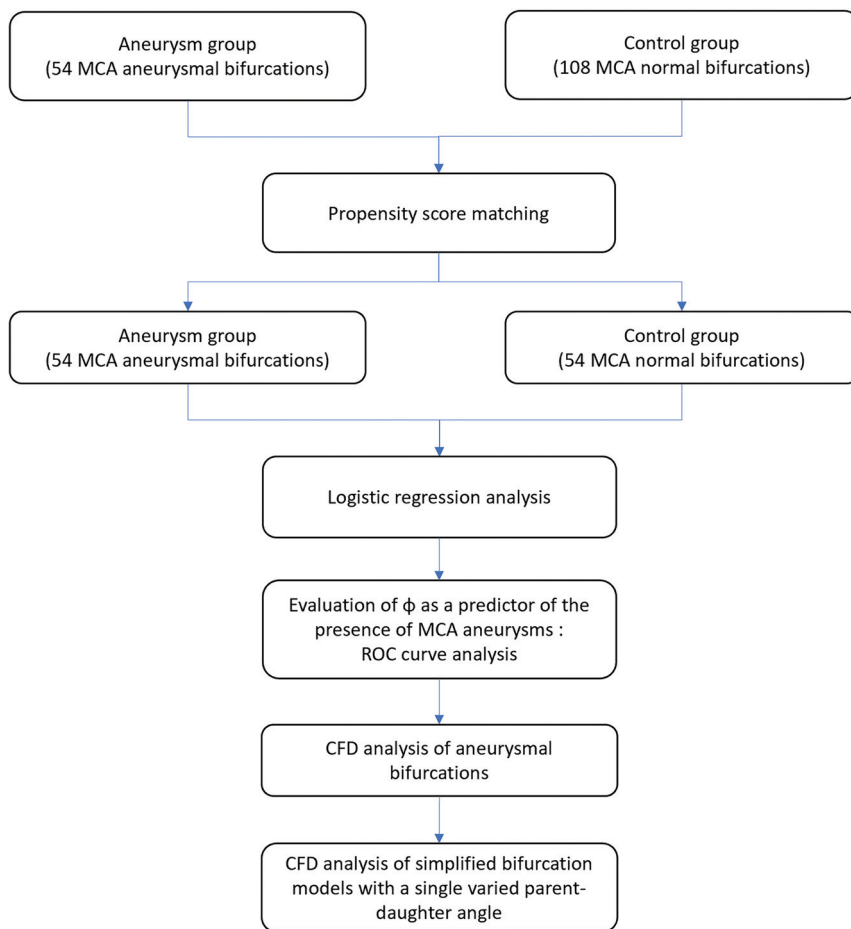 Aneurysm group
(54 MCA aneurysmal bifurcations)
Control group
(108 MCA normal bifurcations)
Propensity score matching
Aneurysm group
(54 MCA aneurysmal bifurcations)
Control group
(54 MCA normal bifurcations)
Logistic regression analysis
Evaluation of ϕ as a predictor of the
presence of MCA aneurysms :
ROC curve analysis
CFD analysis of aneurysmal
bifurcations
CFD analysis of simplified bifurcation
models with a single varied parent-
daughter angle